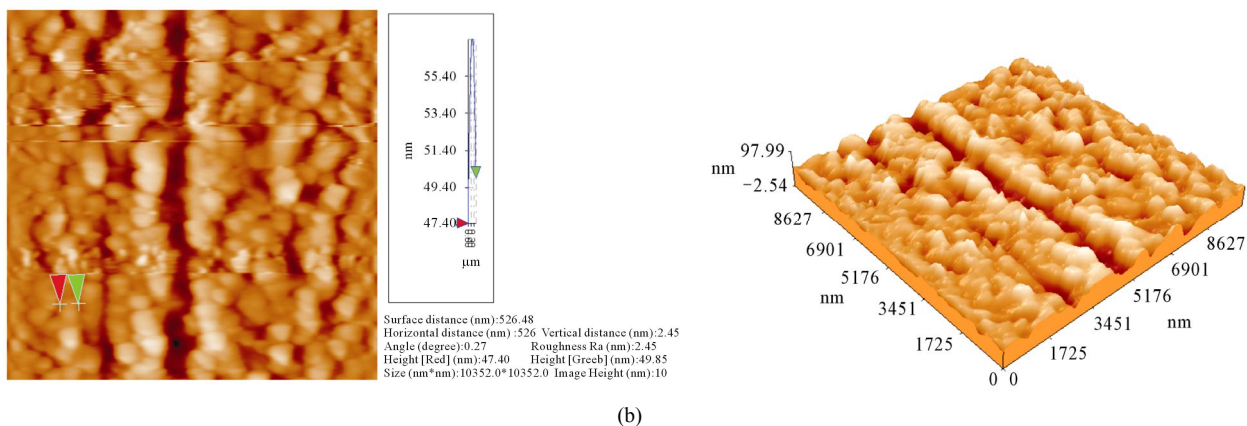 55.40
53.40
51.40
49.40
47.40
nm
μm
Surface distance (nm):526.48
Horizontal distance (nm) :526 Vertical distance (nm):2.45
Angle (degree):0.27 Roughness Ra (nm):2.45
Height [Red] (nm):47.40 Height [Greeb] (nm):49.85
Size (nm*nm):10352.0*10352.0 Image Height (nm):10
nm
97.99
−2.54
8627
6901
5176
3451
1725
0
nm
0
1725
3451
5176
6901
8627
nm
(b)